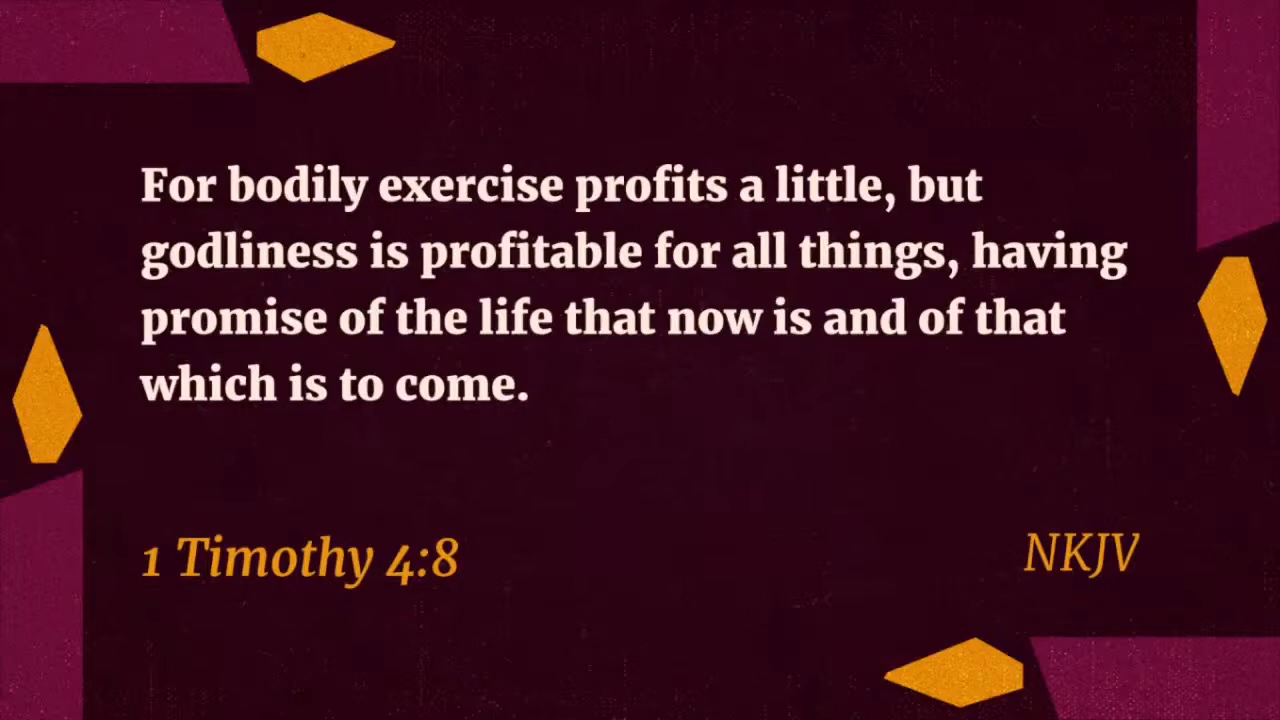 For bodily exercise profits a little, but
godliness is profitable for all things, having
promise of the life that now is and of that
which is to come.
1 Timothy 4:8
NKJV